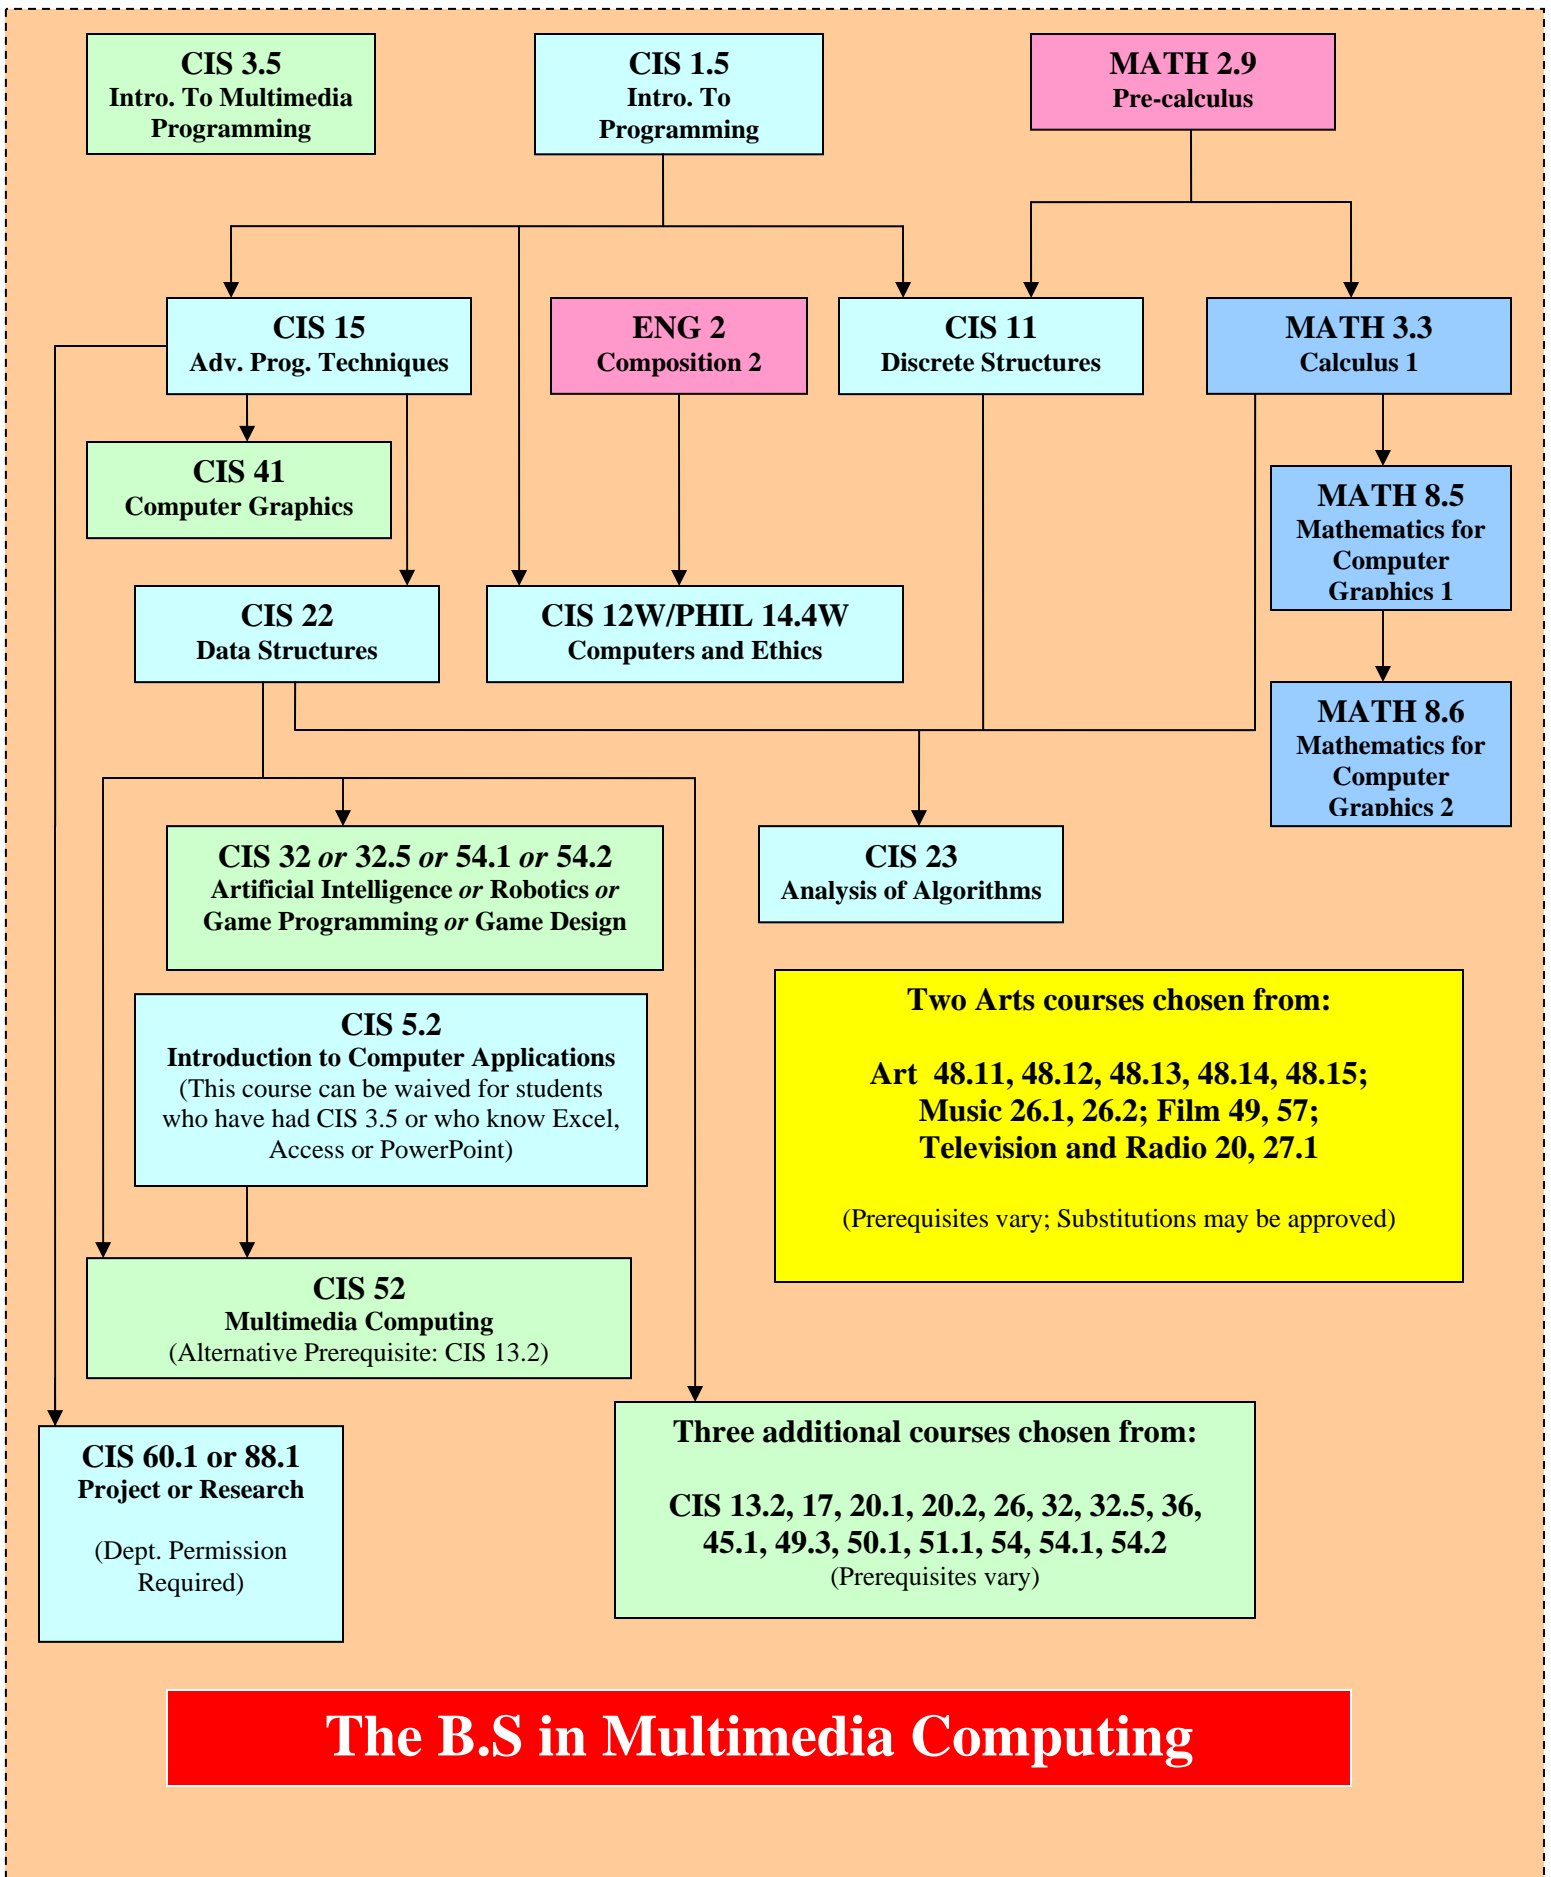 CIS 3.5
Intro. To Multimedia
Programming
CIS 1.5
Intro. To
Programming
MATH 2.9
Pre-calculus
CIS 15
Adv. Prog. Techniques
ENG 2
Composition 2
CIS 11
Discrete Structures
MATH 3.3
Calculus 1
CIS 41
Computer Graphics
MATH 8.5
Mathematics for
Computer
Graphics 1
CIS 22
Data Structures
CIS 12W/PHIL 14.4W
Computers and Ethics
MATH 8.6
Mathematics for
Computer
Graphics 2
CIS 32 or 32.5 or 54.1 or 54.2
Artificial Intelligence or Robotics or
Game Programming or Game Design
CIS 23
Analysis of Algorithms
CIS 5.2
Introduction to Computer Applications
(This course can be waived for students
who have had CIS 3.5 or who know Excel,
Access or PowerPoint)
Two Arts courses chosen from:
Art 48.11, 48.12, 48.13, 48.14, 48.15;
Music 26.1, 26.2; Film 49, 57;
Television and Radio 20, 27.1
(Prerequisites vary; Substitutions may be approved)
CIS 52
Multimedia Computing
(Alternative Prerequisite: CIS 13.2)
CIS 60.1 or 88.1
Project or Research
(Dept. Permission
Required)
Three additional courses chosen from:
CIS 13.2, 17, 20.1, 20.2, 26, 32, 32.5, 36,
45.1, 49.3, 50.1, 51.1, 54, 54.1, 54.2
(Prerequisites vary)
The B.S in Multimedia Computing